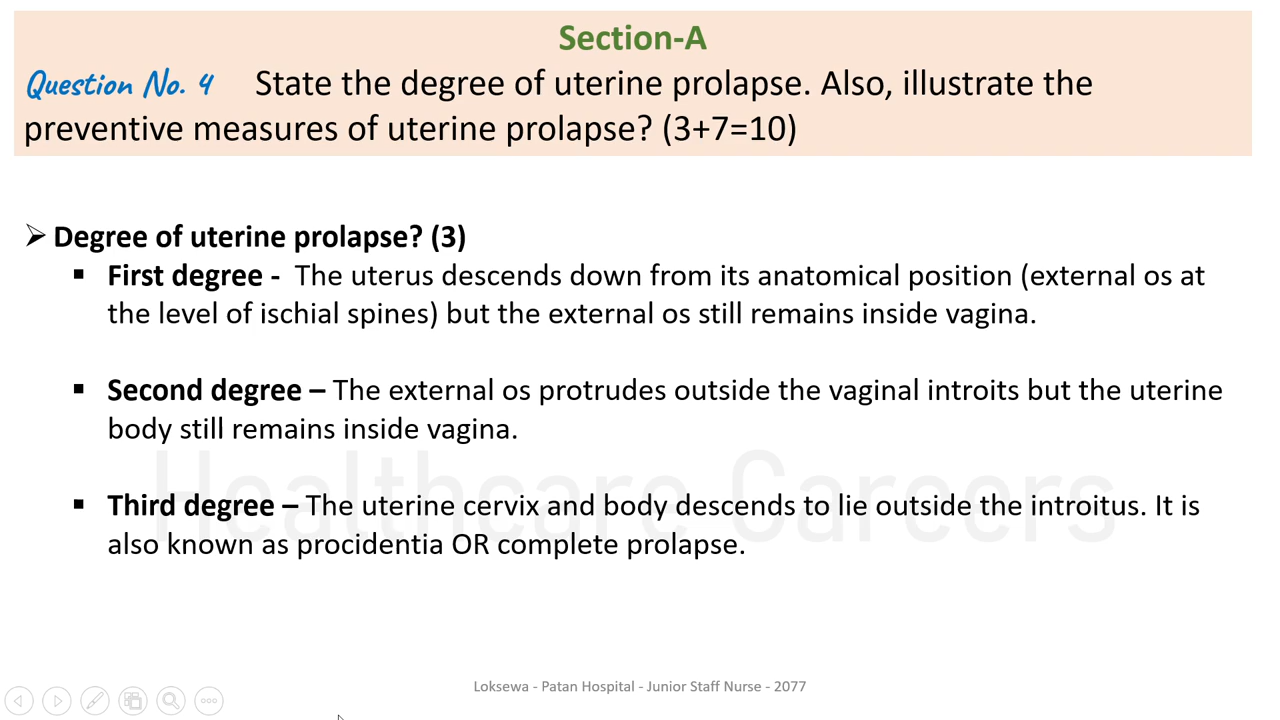 Section-A
Question No. 4 State the degree of uterine prolapse. Also, illustrate the
preventive measures of uterine prolapse? (3+7=10)
➢ Degree of uterine prolapse? (3)
▪ First degree - The uterus descends down from its anatomical position (external os at
the level of ischial spines) but the external os still remains inside vagina.
▪ Second degree – The external os protrudes outside the vaginal introits but the uterine
body still remains inside vagina.
▪ Third degree – The uterine cervix and body descends to lie outside the introitus. It is
also known as procidentia OR complete prolapse.
Healthcare Careers
Loksewa - Patan Hospital - Junior Staff Nurse - 2077